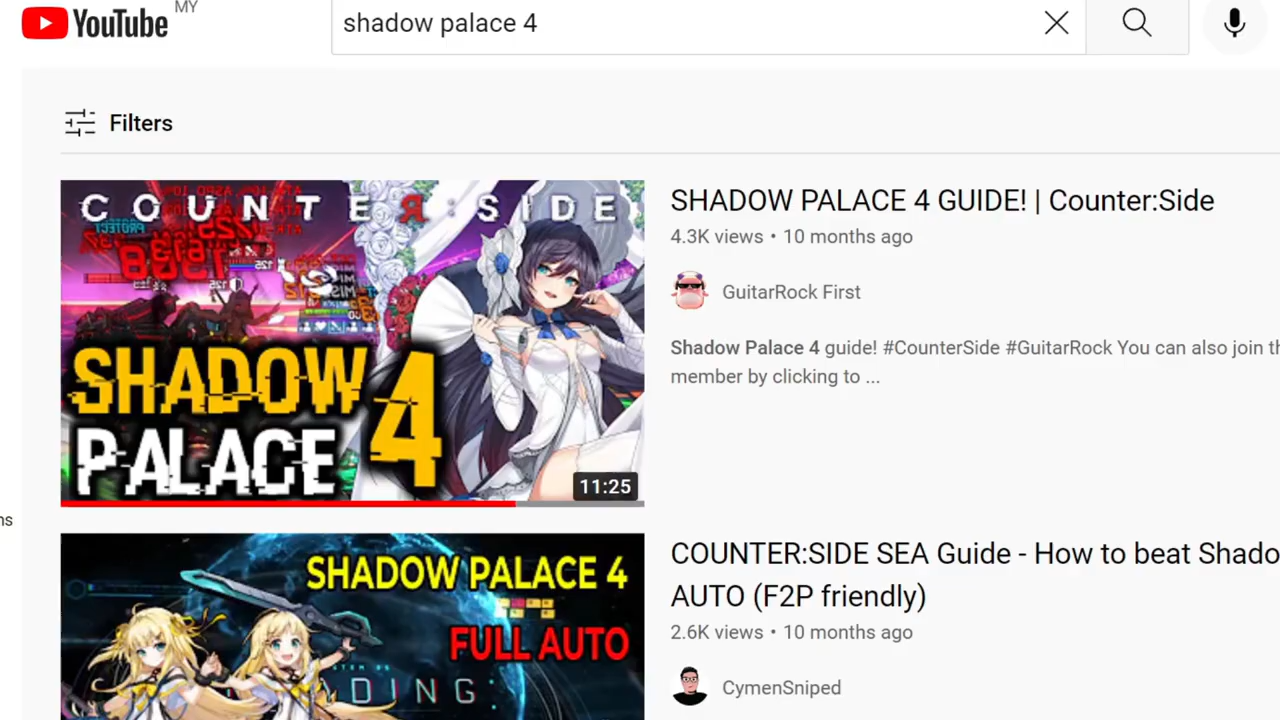 YouTube MY
shadow palace 4
Filters
COUNTER:SIDE
SHADOW
PALACE 4
11:25
SHADOW PALACE 4 GUIDE! | Counter:Side
4.3K views • 10 months ago
GuitarRock First
Shadow Palace 4 guide! #CounterSide #GuitarRock You can also join th
member by clicking to ...
ns
SHADOW PALACE 4
FULL AUTO
ADING
COUNTER:SIDE SEA Guide - How to beat Shado
AUTO (F2P friendly)
2.6K views • 10 months ago
CymenSniped